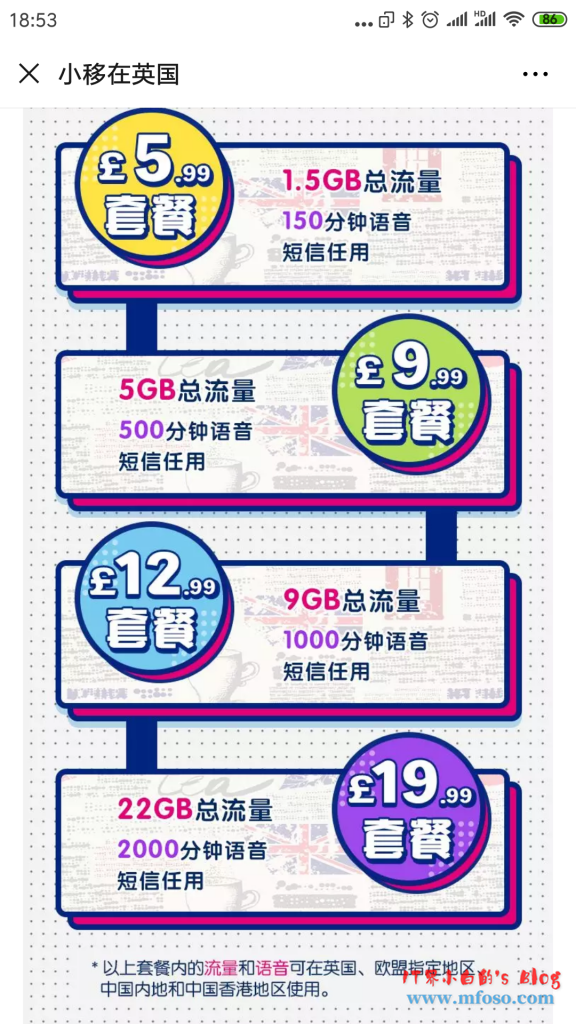 18:53
HD
86
小移在英国
£5.99
套餐
1.5GB总流量
150分钟语音
短信任用
£9.99
套餐
5GB总流量
500分钟语音
短信任用
£12.99
套餐
9GB总流量
1000分钟语音
短信任用
£19.99
套餐
22GB总流量
2000分钟语音
短信任用
*以上套餐内的流量和语音可在英国、欧盟指定地区、
中国内地和中国香港地区使用。
IT界小白前's Blog
www.mfoso.com